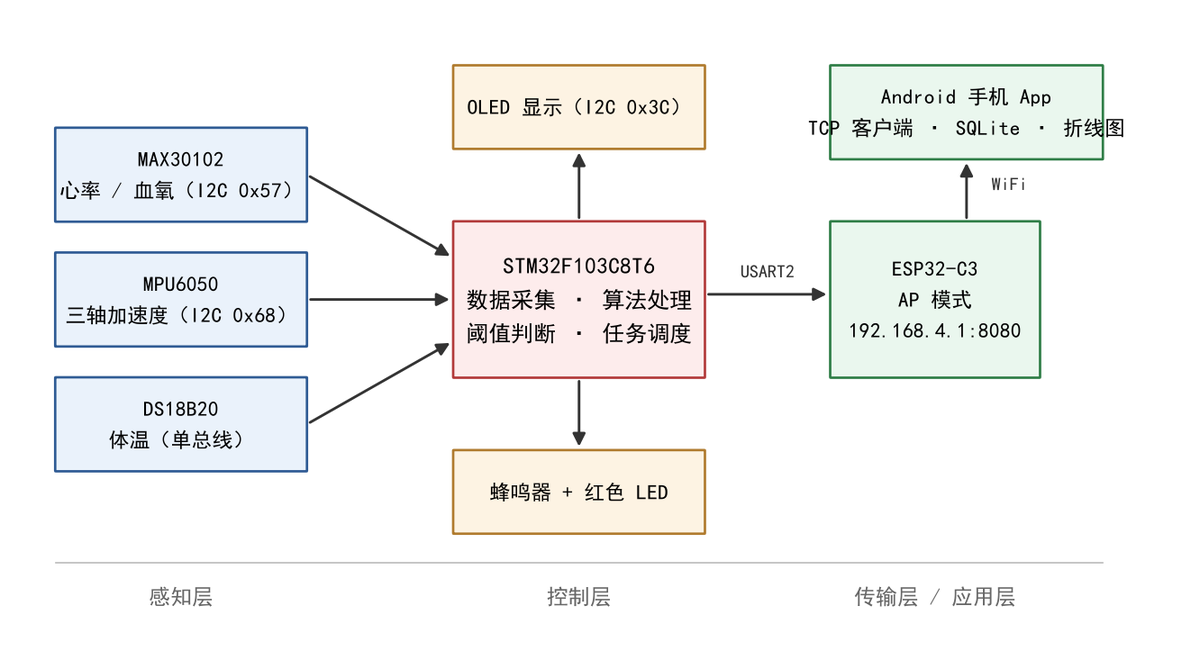 MAX30102
心率 / 血氧（I2C 0x57）
MPU6050
三轴加速度（I2C 0x68）
DS18B20
体温（单总线）
OLED 显示（I2C 0x3C）
STM32F103C8T6
数据采集 · 算法处理
阈值判断 · 任务调度
蜂鸣器 + 红色 LED
USART2
Android 手机 App
TCP 客户端 · SQLite · 折线图
WiFi
ESP32-C3
AP 模式
192.168.4.1:8080
感知层
控制层
传输层 / 应用层